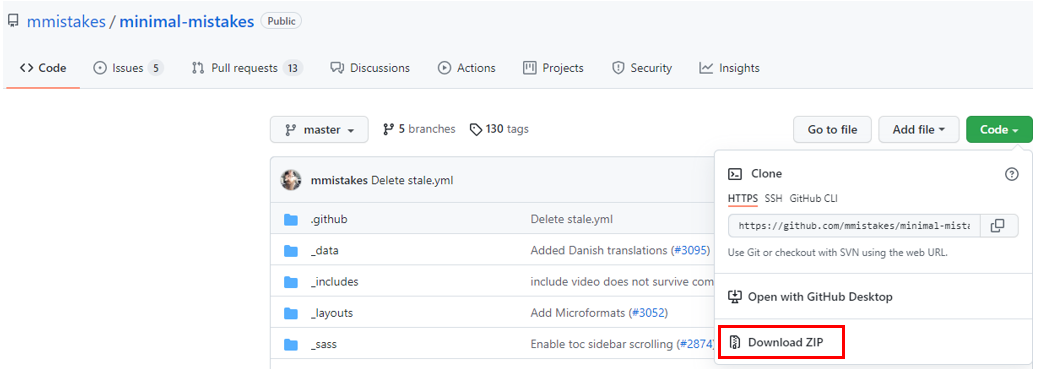 mmistakes / minimal-mistakes Public
Code Issues 5 Pull requests 13 Discussions Actions Projects Security Insights
master 5 branches 130 tags Go to file Add file Code
mmistakes Delete stale.yml
.github Delete stale.yml
_data Added Danish translations (#3095)
_includes include video does not survive com
_layouts Add Microformats (#3052)
_sass Enable toc sidebar scrolling (#2874)
Clone
HTTPS SSH GitHub CLI
https://github.com/mmistakes/minimal-mista
Use Git or checkout with SVN using the web URL.
Open with GitHub Desktop
Download ZIP